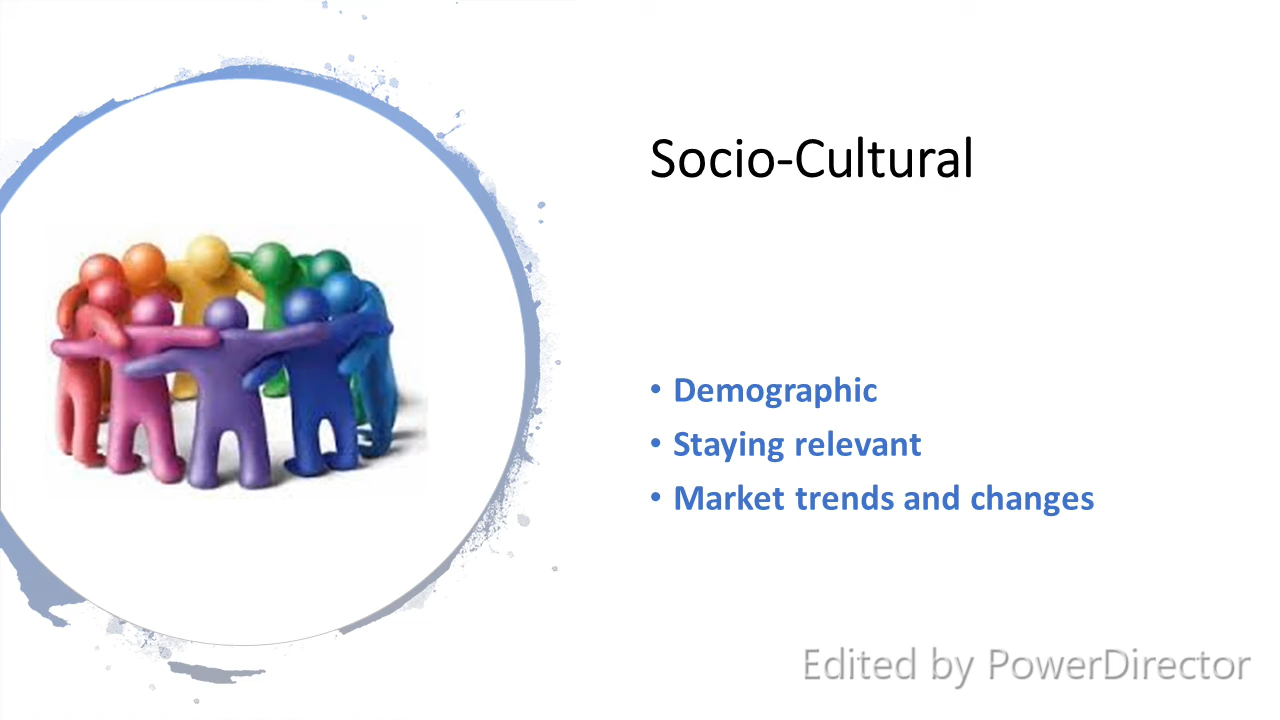 Socio-Cultural
• Demographic
• Staying relevant
• Market trends and changes
Edited by PowerDirector